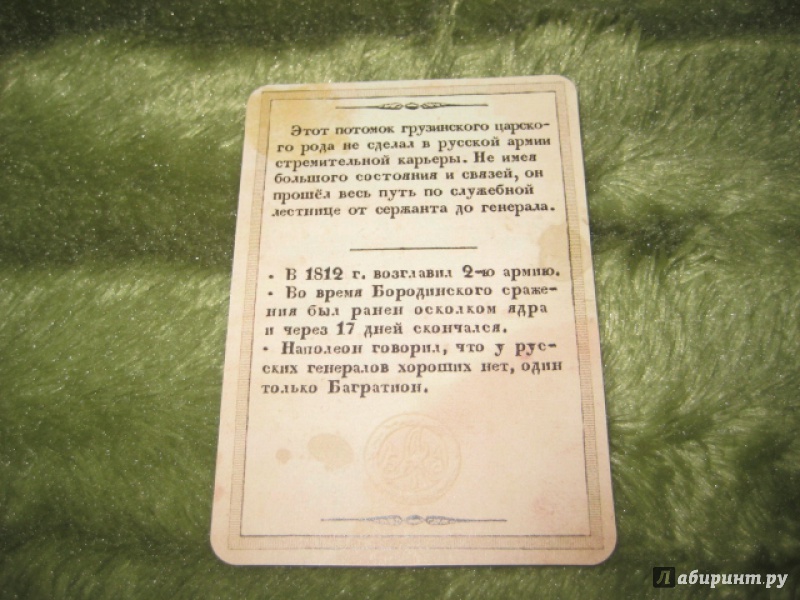 Этот потомок грузинского царско-
го рода не сделал в русской армии
стремительной карьеры. Не имея
большого состояния и связей, он
прошёл весь путь по служебной
лестнице от сержанта до генерала.
• В 1812 г. возглавил 2-ю армию.
• Во время Бородинского сраже-
ния был ранен осколком ядра
и через 17 дней скончался.
• Наполеон говорил, что у рус-
ских генералов хороших нет, один
только Багратион.
Лабиринт.ру